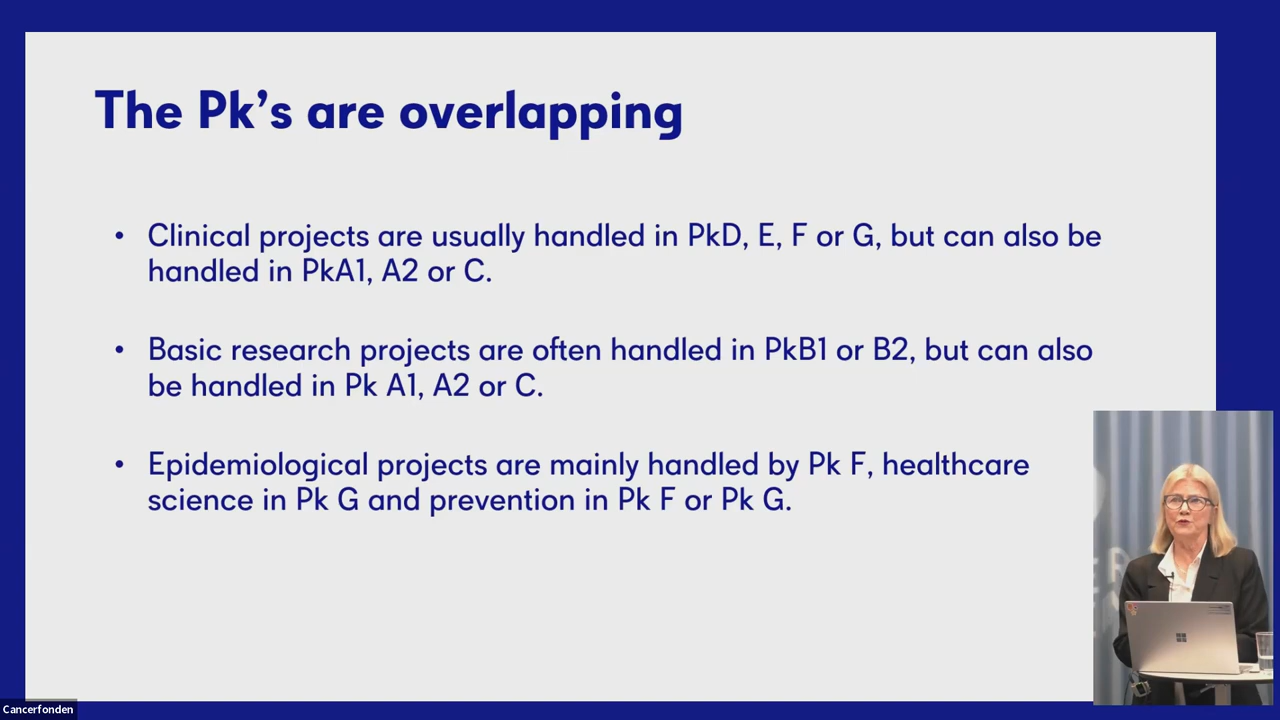 The Pk’s are overlapping
• Clinical projects are usually handled in PkD, E, F or G, but can also be
handled in PkA1, A2 or C.
• Basic research projects are often handled in PkB1 or B2, but can also
be handled in Pk A1, A2 or C.
• Epidemiological projects are mainly handled by Pk F, healthcare
science in Pk G and prevention in Pk F or Pk G.
Cancerfonden